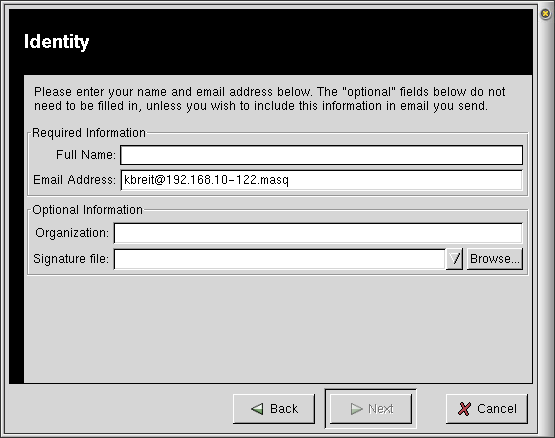 Identity
Please enter your name and email address below. The "optional" fields below do not
need to be filled in, unless you wish to include this information in email you send.
Required Information
Full Name:
Email Address: kbreit@192.168.10-122.masq
Optional Information
Organization:
Signature file: Browse...
Back Next Cancel